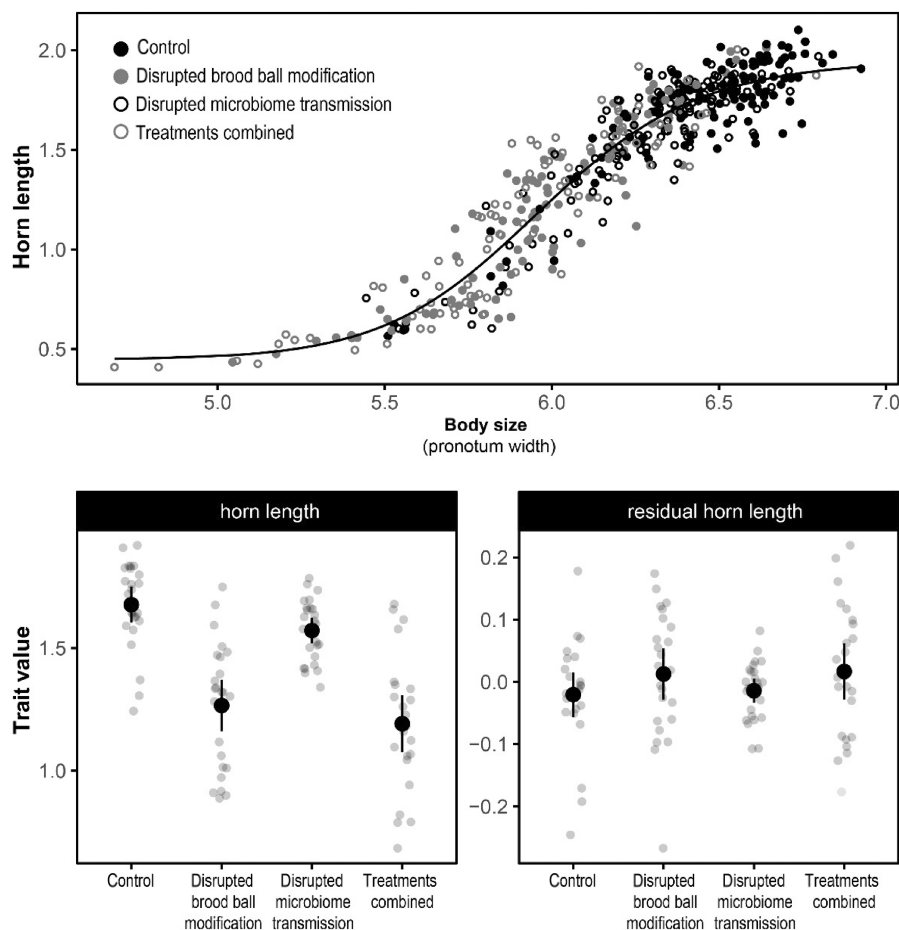 2.0
1.5
1.0
0.5
Horn length
Control
Disrupted brood ball modification
Disrupted microbiome transmission
Treatments combined
5.0 5.5 6.0 6.5 7.0
Body size
(pronotum width)
horn length
1.5
1.0
Trait value
Control
Disrupted
brood ball
modification
Disrupted
microbiome
transmission
Treatments
combined
residual horn length
0.2
0.1
0.0
−0.1
−0.2
Control
Disrupted
brood ball
modification
Disrupted
microbiome
transmission
Treatments
combined